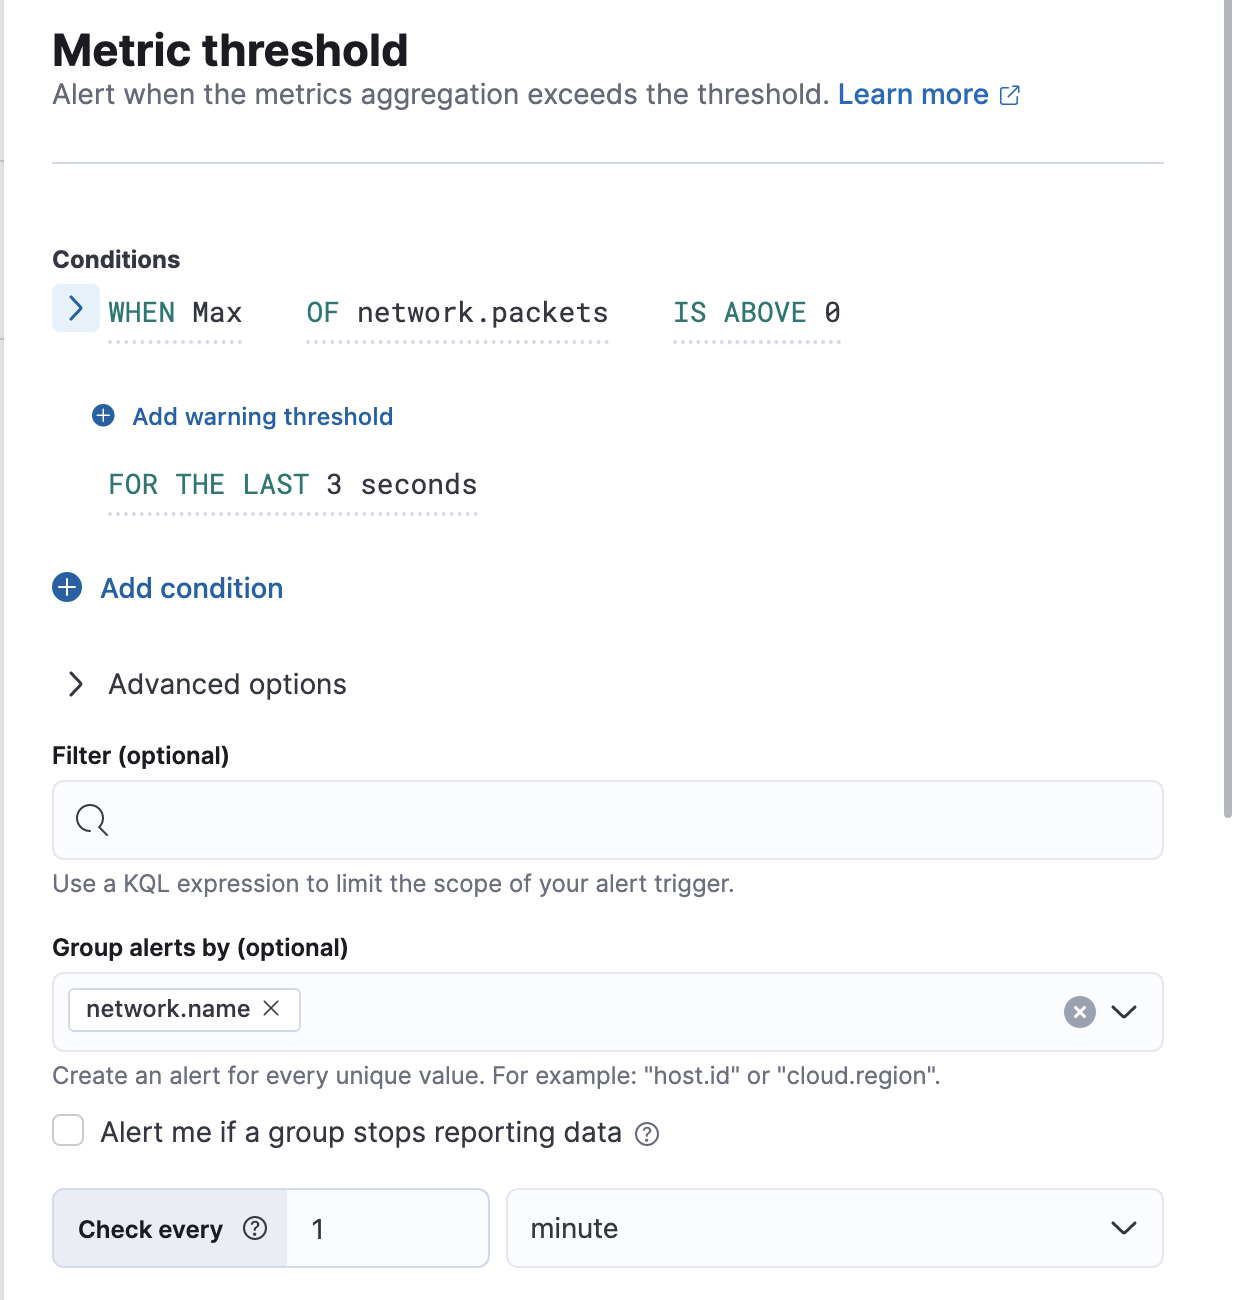 Metric threshold
Alert when the metrics aggregation exceeds the threshold. Learn more
Conditions
WHEN Max OF network.packets IS ABOVE 0
Add warning threshold
FOR THE LAST 3 seconds
Add condition
Advanced options
Filter (optional)
Use a KQL expression to limit the scope of your alert trigger.
Group alerts by (optional)
network.name
Create an alert for every unique value. For example: "host.id" or "cloud.region".
Alert me if a group stops reporting data
Check every 1 minute